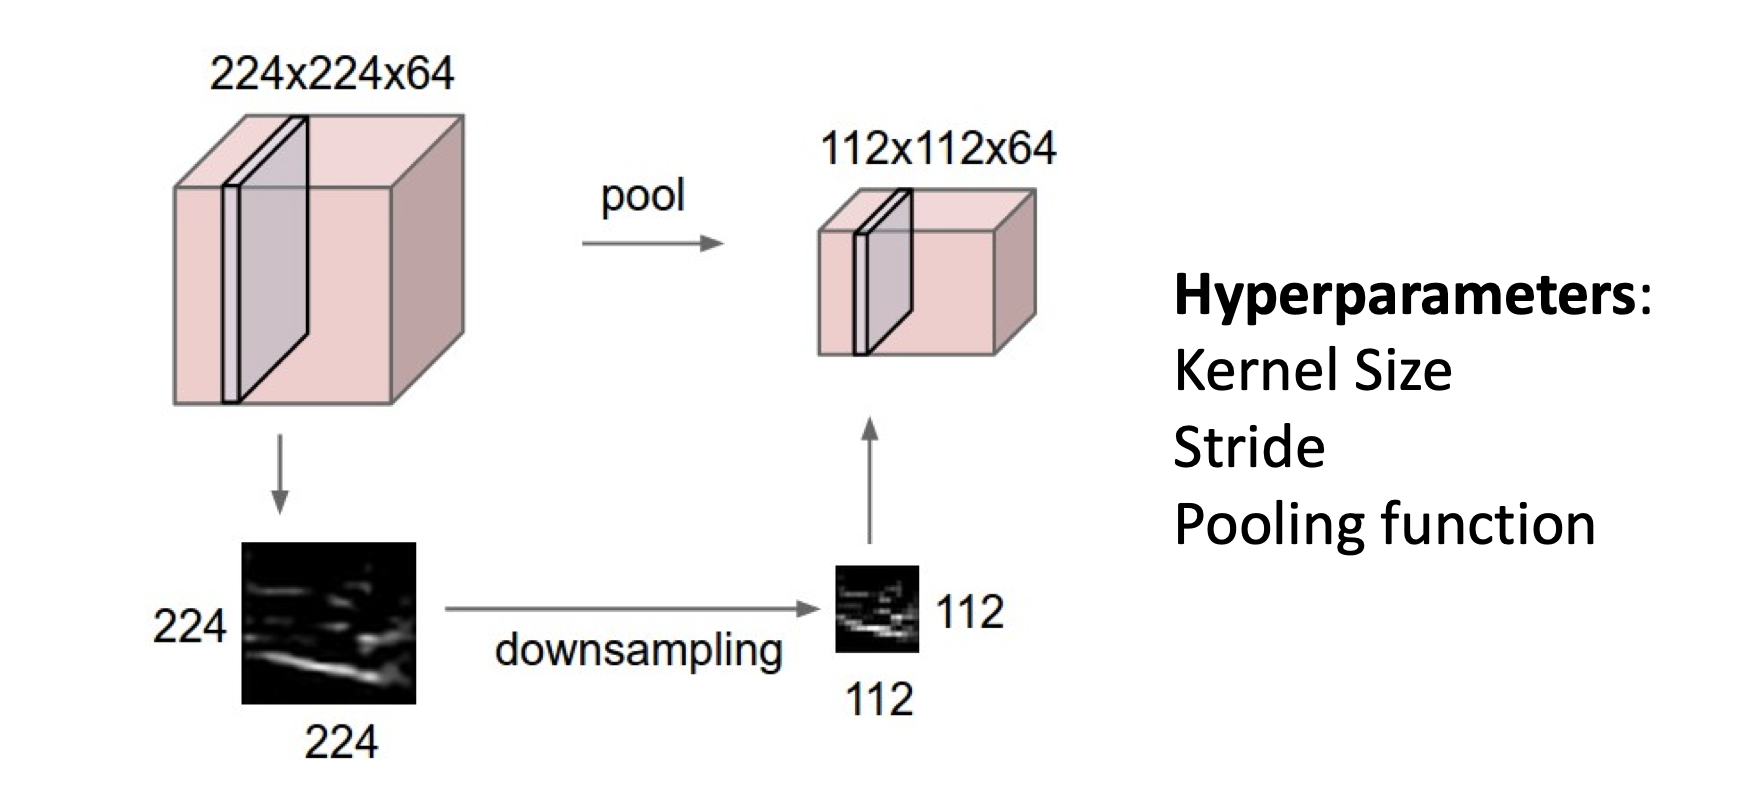 224x224x64
112x112x64
pool
Hyperparameters:
Kernel Size
Stride
Pooling function
224
downsampling
112
112
224